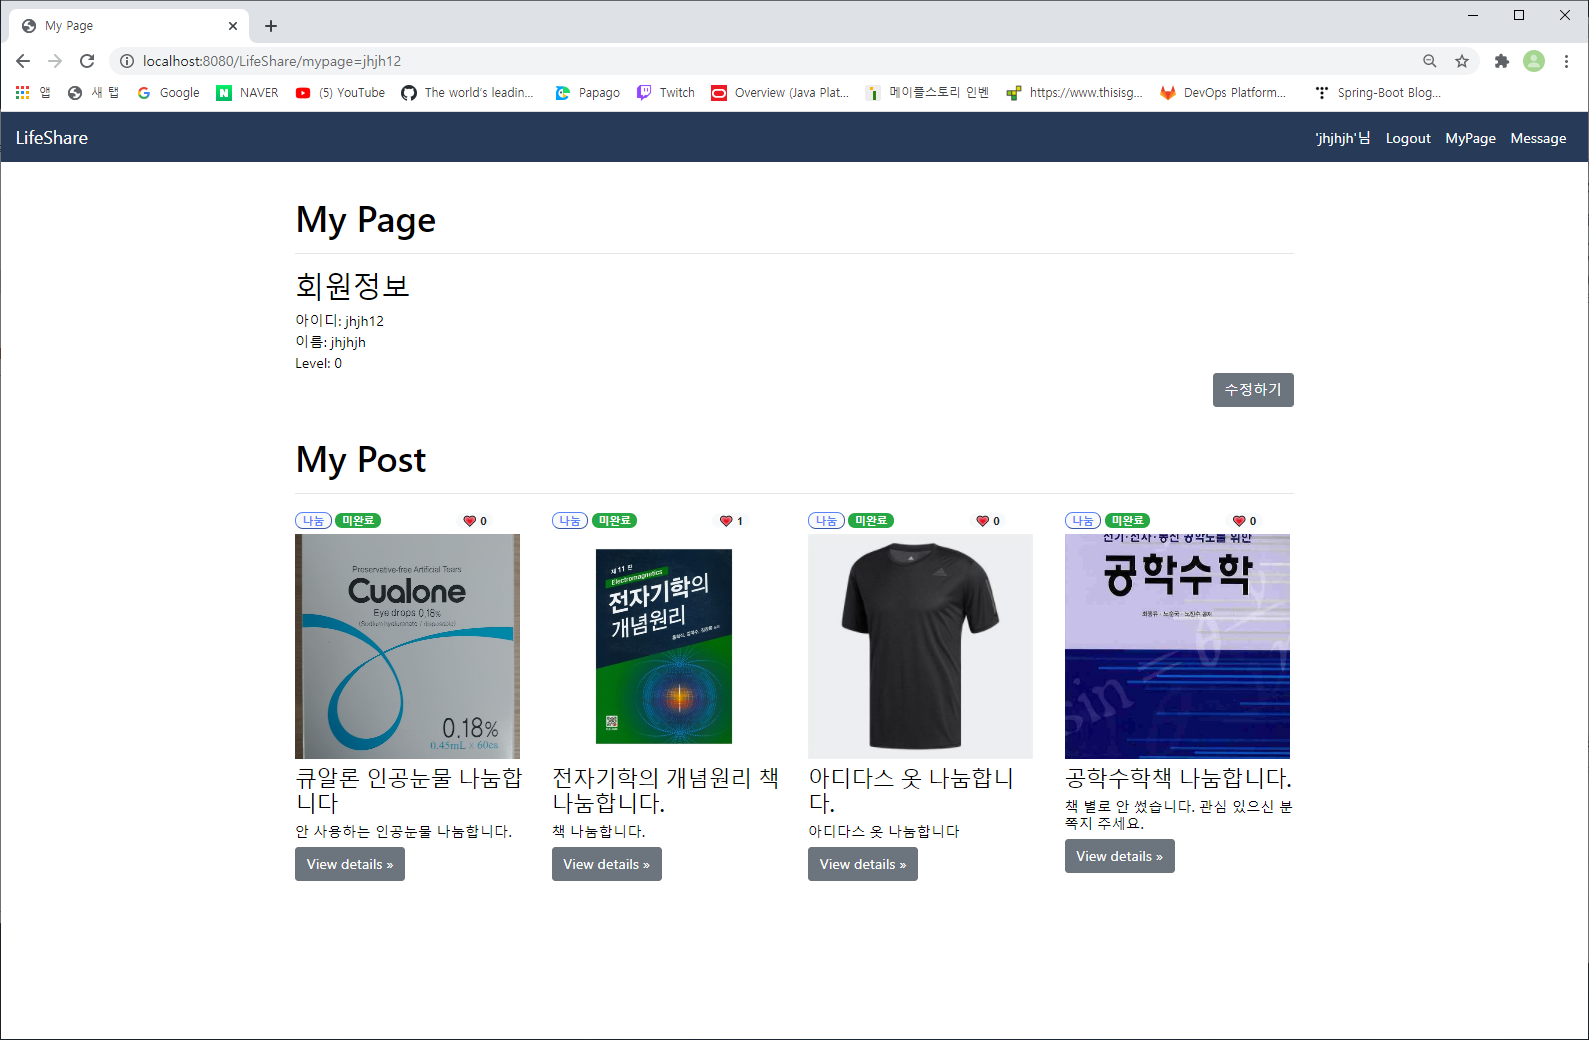 My Page
localhost:8080/LifeShare/mypage=jhjh12
앱
새 탭
Google
NAVER
(5) YouTube
The world's leadin...
Papago
Twitch
Overview (Java Plat...
메이플스토리 인벤
https://www.thisisg...
DevOps Platform...
Spring-Boot Blog...
LifeShare
'jhjhjh'님
Logout
MyPage
Message
My Page
회원정보
아이디: jhjh12
이름: jhjhjh
Level: 0
수정하기
My Post
나눔 미완료 0
Preservative-free Artificial Tears
Cualone
Eye drops 0.18%
0.18%
0.45mL × 60ea
큐알론 인공눈물 나눔합
니다
안 사용하는 인공눈물 나눔합니다.
View details »
나눔 미완료 1
제11판
Electromagnetics
전자기학의
개념원리
전자기학의 개념원리 책
나눔합니다.
책 나눔합니다.
View details »
나눔 미완료 0
adidas
아디다스 옷 나눔합니
다.
아디다스 옷 나눔합니다
View details »
나눔 미완료 0
전기·전자·통신 공학도를 위한
공학수학
sin = θ
공학수학책 나눔합니다.
책 별로 안 썼습니다. 관심 있으신 분
쪽지 주세요.
View details »